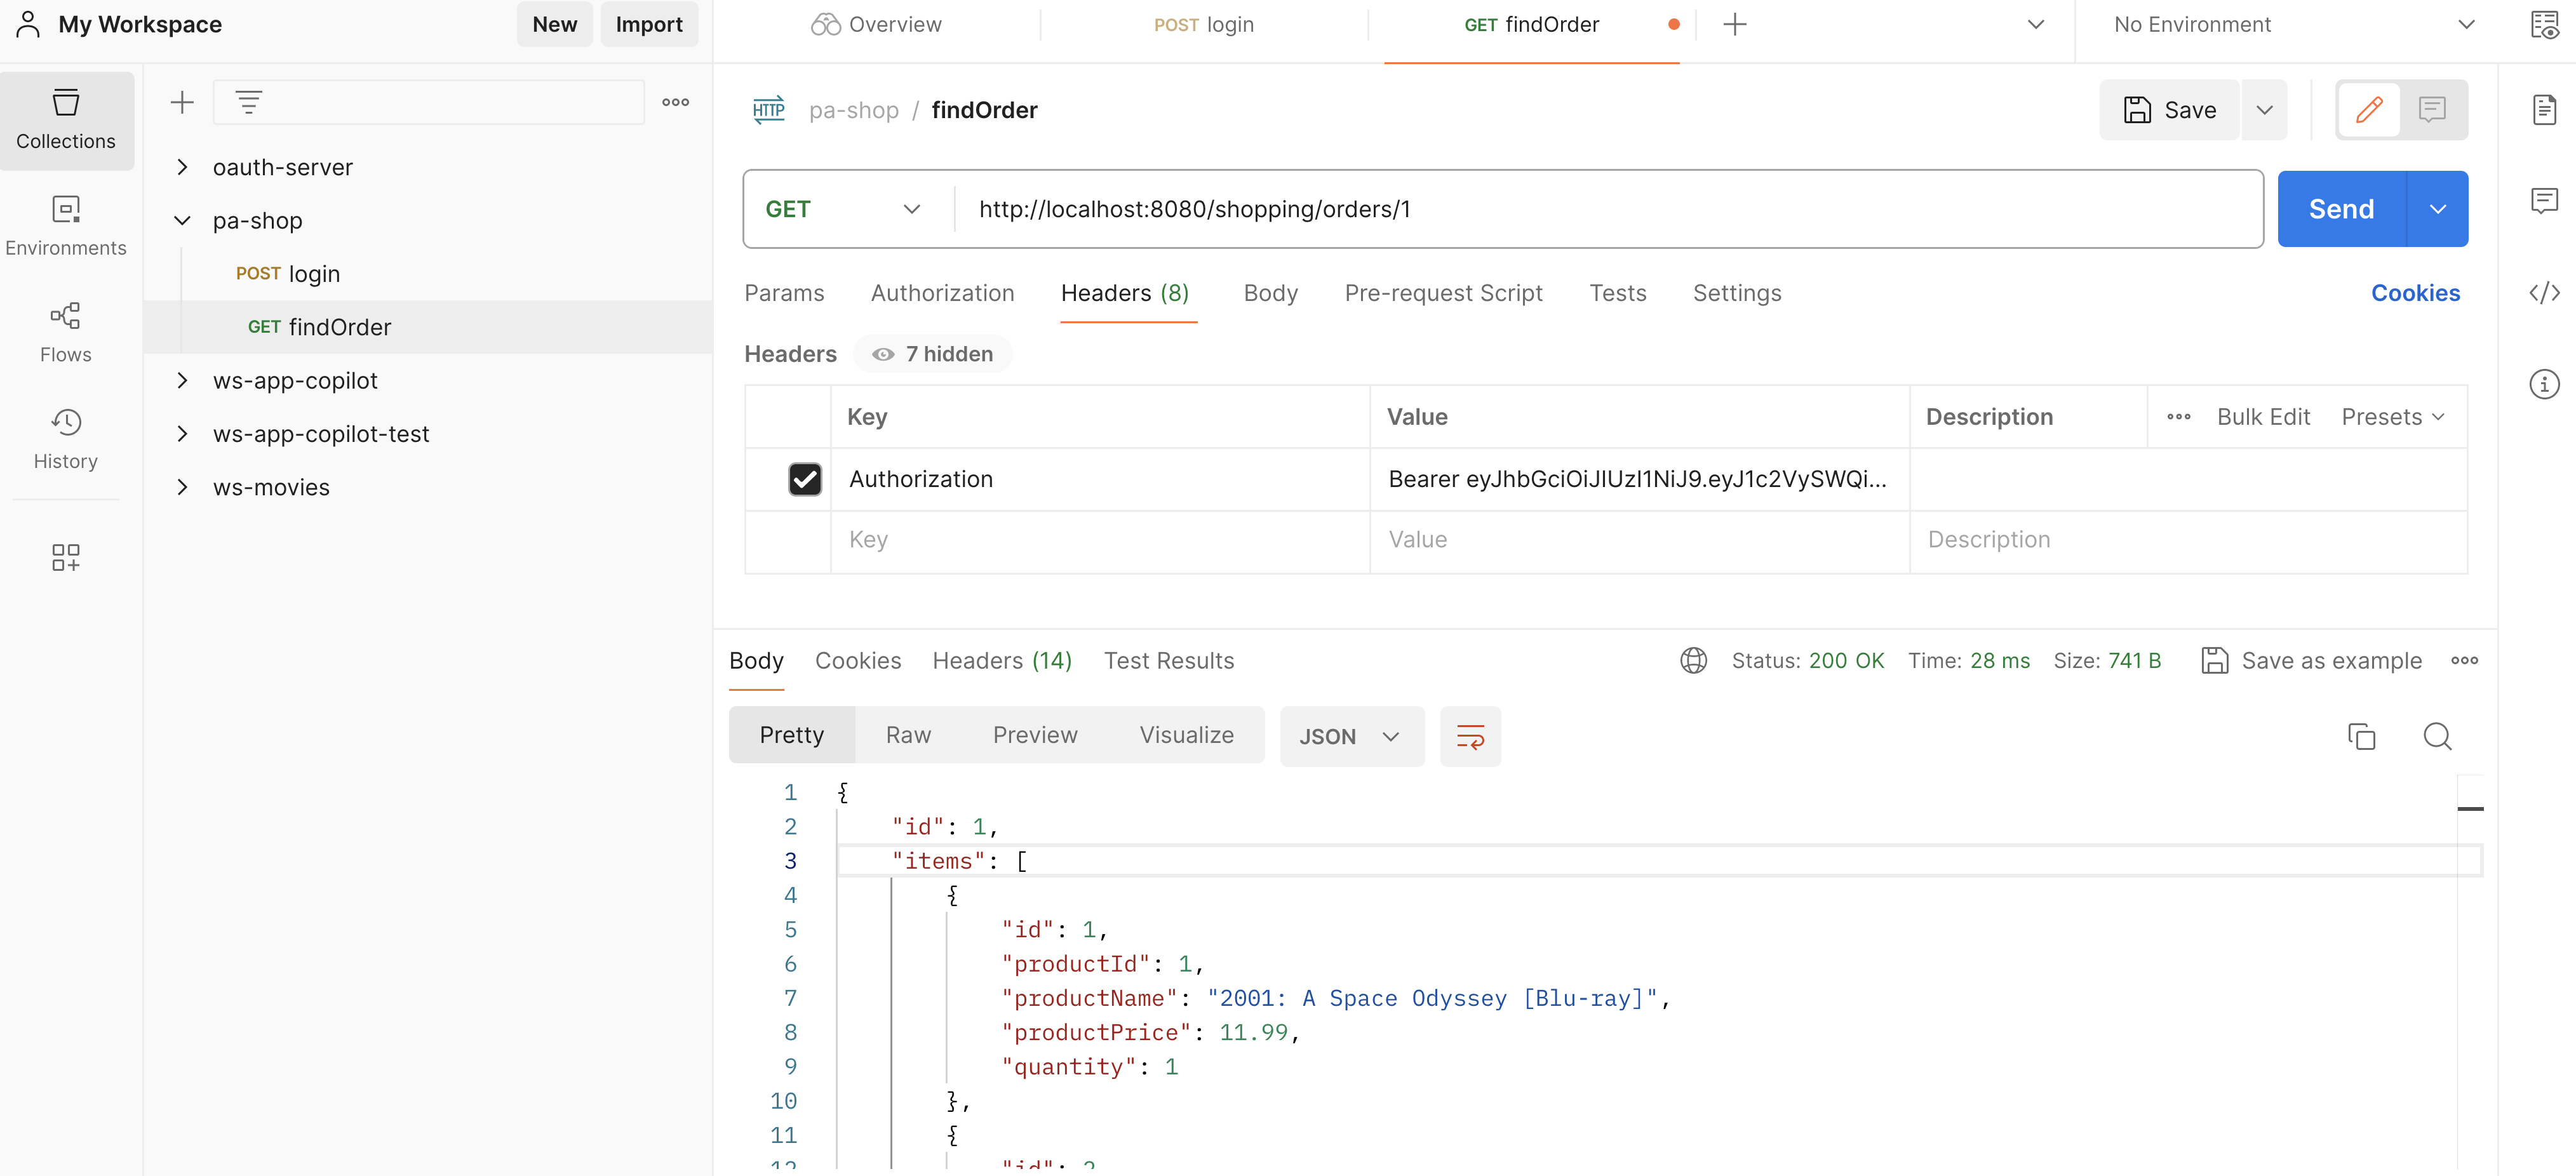 My Workspace
New
Import
Overview
POST login
GET findOrder
No Environment
Collections
Environments
Flows
History
oauth-server
pa-shop
POST login
GET findOrder
ws-app-copilot
ws-app-copilot-test
ws-movies
HTTP
pa-shop / findOrder
Save
GET
http://localhost:8080/shopping/orders/1
Send
Params
Authorization
Headers (8)
Body
Pre-request Script
Tests
Settings
Cookies
Headers
7 hidden
Key
Value
Description
Bulk Edit
Presets
Authorization
Bearer eyJhbGciOiJIUzI1NiJ9.eyJ1c2VySWQi...
Key
Value
Description
Body
Cookies
Headers (14)
Test Results
Status: 200 OK
Time: 28 ms
Size: 741 B
Save as example
Pretty
Raw
Preview
Visualize
JSON
1 {
2 "id": 1,
3 "items": [
4 {
5 "id": 1,
6 "productId": 1,
7 "productName": "2001: A Space Odyssey [Blu-ray]",
8 "productPrice": 11.99,
9 "quantity": 1
10 },
11 {
12 "id": 2